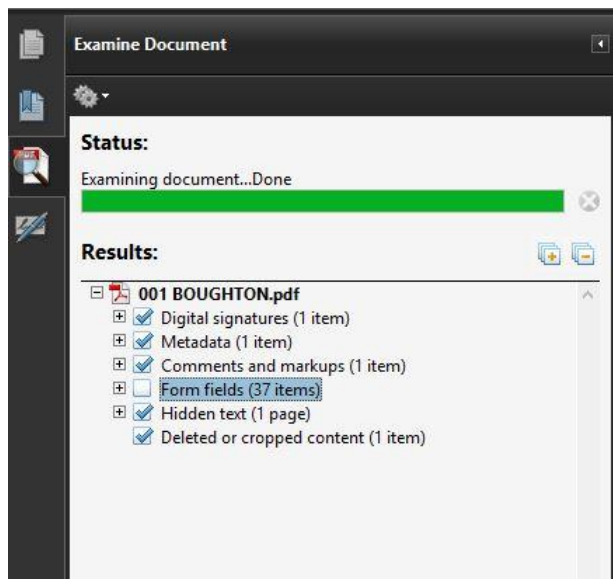 Examine Document
Status:
Examining document...Done
Results:
001 BOUGHTON.pdf
Digital signatures (1 item)
Metadata (1 item)
Comments and markups (1 item)
Form fields (37 items)
Hidden text (1 page)
Deleted or cropped content (1 item)